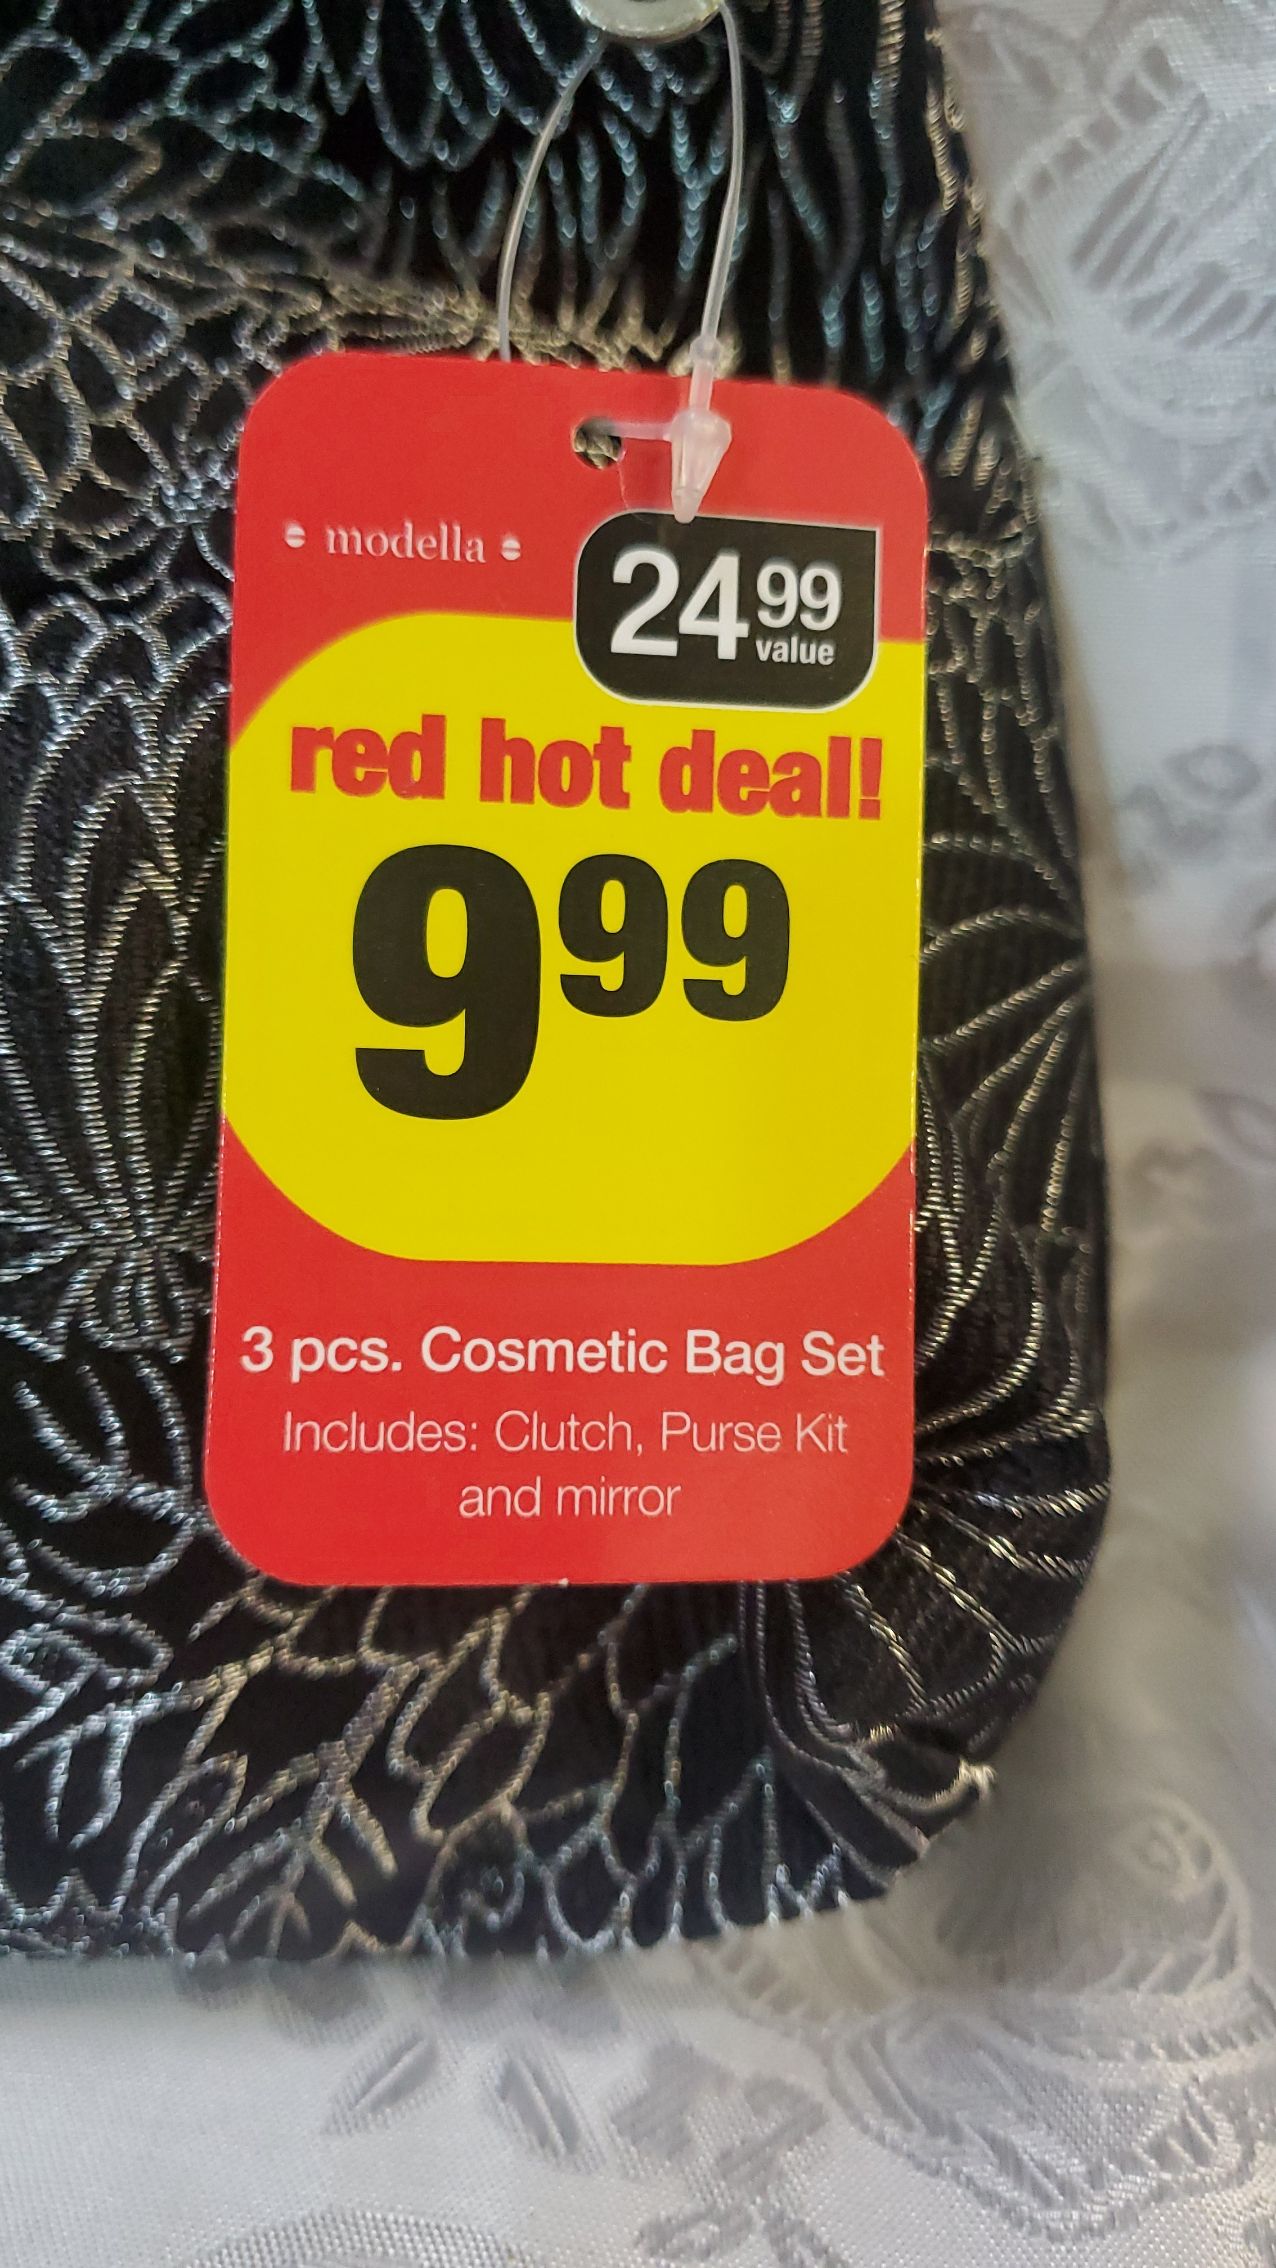 modella
24 99
value
red hot deal!
9 99
3 pcs. Cosmetic Bag Set
Includes: Clutch, Purse Kit
and mirror